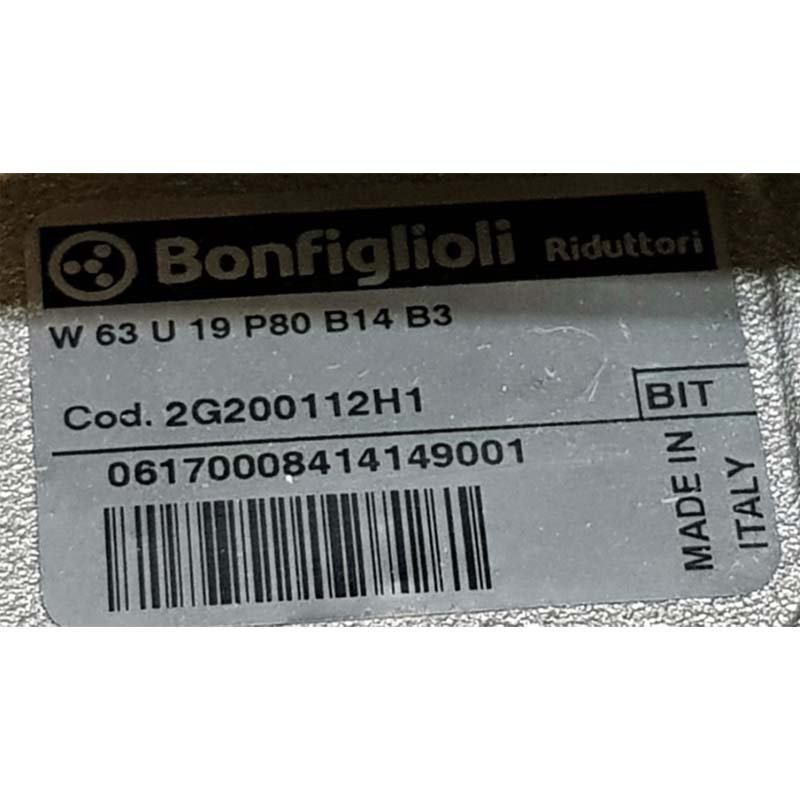 Bonfiglioli Riduttori
W 63 U 19 P80 B14 B3
Cod. 2G200112H1
BIT
06170008414149001
MADE IN
ITALY